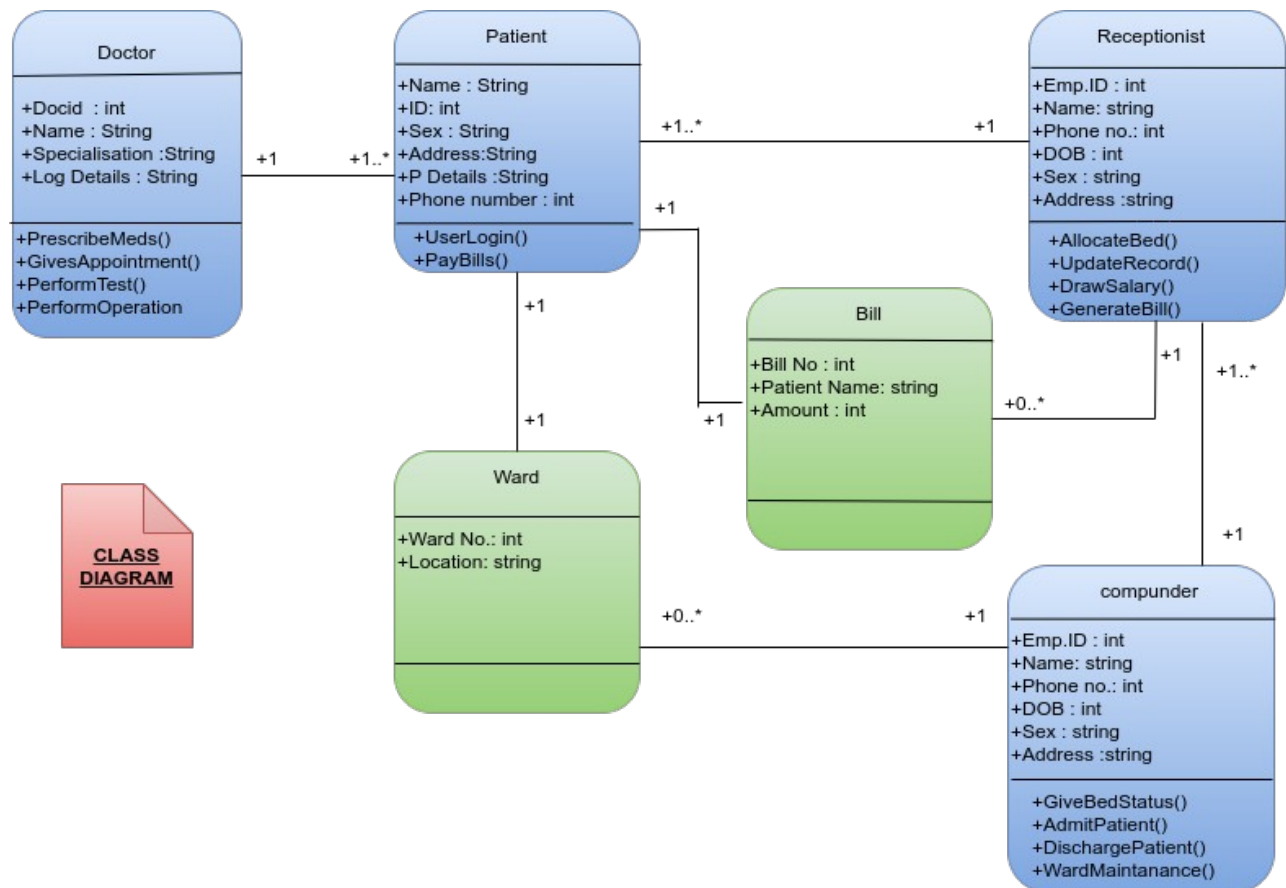 Doctor
+Docid : int
+Name : String
+Specialisation :String
+Log Details : String
+PrescribeMeds()
+GivesAppointment()
+PerformTest()
+PerformOperation
+1
+1..*
Patient
+Name : String
+ID: int
+Sex : String
+Address:String
+P Details :String
+Phone number : int
+UserLogin()
+PayBills()
+1..*
+1
Receptionist
+Emp.ID : int
+Name: string
+Phone no.: int
+DOB : int
+Sex : string
+Address :string
+AllocateBed()
+UpdateRecord()
+DrawSalary()
+GenerateBill()
+1
+1
+1
+1
Bill
+Bill No : int
+Patient Name: string
+Amount : int
+0..*
+1
+1..*
+1
Ward
+Ward No.: int
+Location: string
+0..*
+1
CLASS
DIAGRAM
compunder
+Emp.ID : int
+Name: string
+Phone no.: int
+DOB : int
+Sex : string
+Address :string
+GiveBedStatus()
+AdmitPatient()
+DischargePatient()
+WardMaintanance()